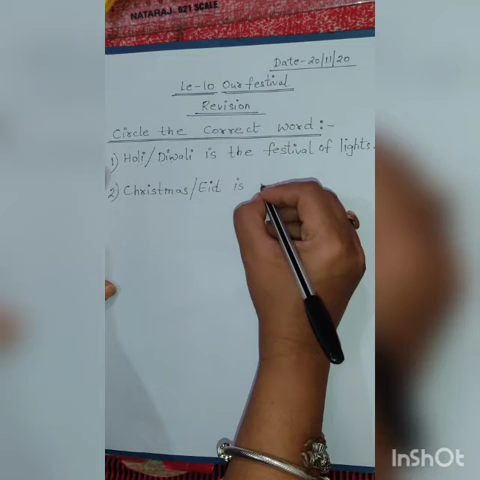 NATARAJ-621 SCALE
Date-20/11/20
Le-10 Our festival
Revision
Circle the Correct Word:-
1) Holi/Diwali is the festival of lights.
2) Christmas/Eid is
InShOt